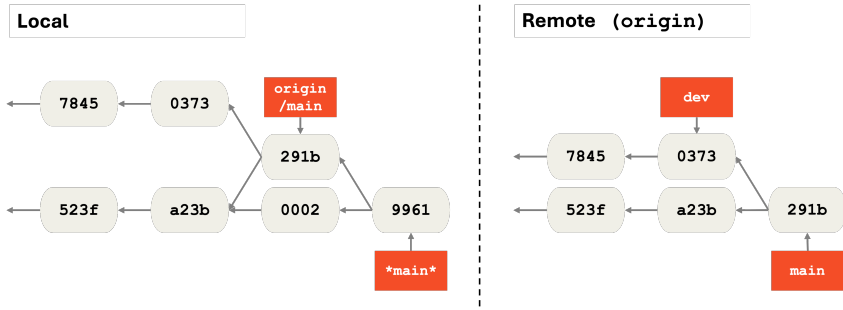 Local
Remote (origin)
origin
/main
dev
7845
0373
291b
7845
0373
523f
a23b
0002
9961
523f
a23b
291b
*main*
main